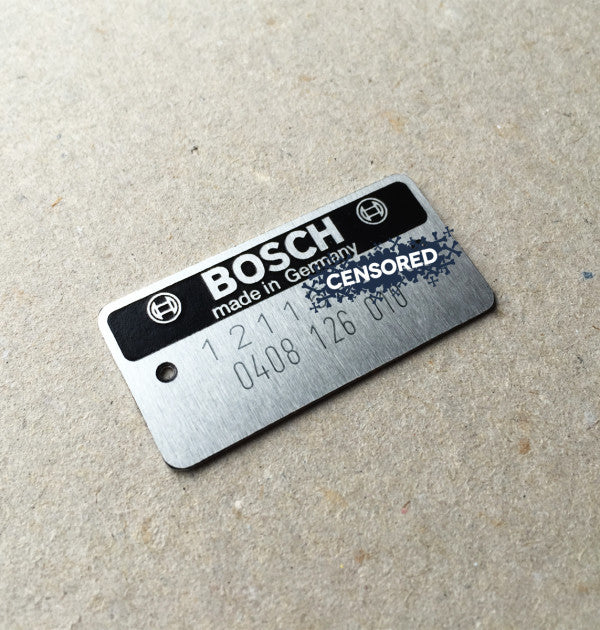 BOSCH
made in Germany
CENSORED
1 2 1 1
0408 126 010